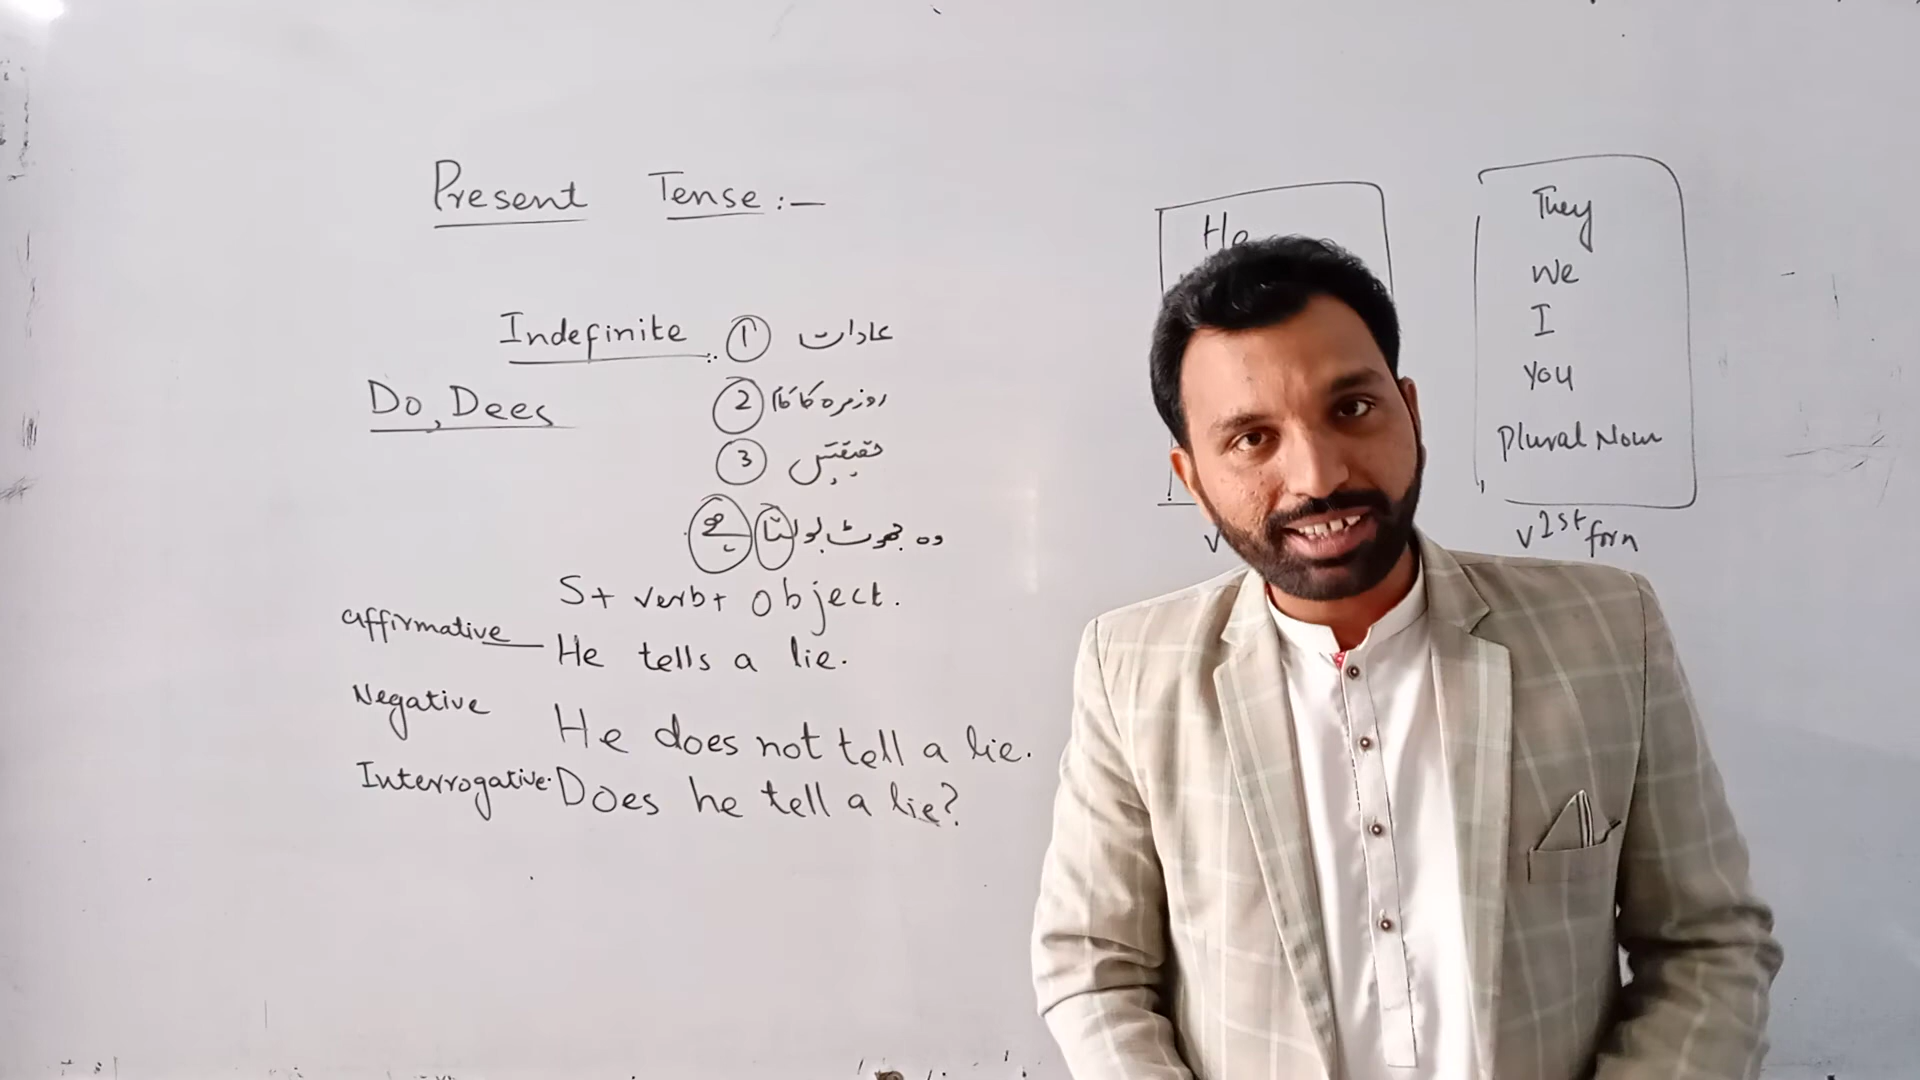 Present Tense :—
Indefinite :. 1 عادات
Do, Dees
2 روزمرہ کا کام
3 حقیقتیں
وہ جھوٹ بولتا ہے
S+ verb+ object.
affirmative — He tells a lie.
Negative He does not tell a lie.
Interrogative. Does he tell a lie?
He
v
They
We
I
you
plural Noun
v 1st form